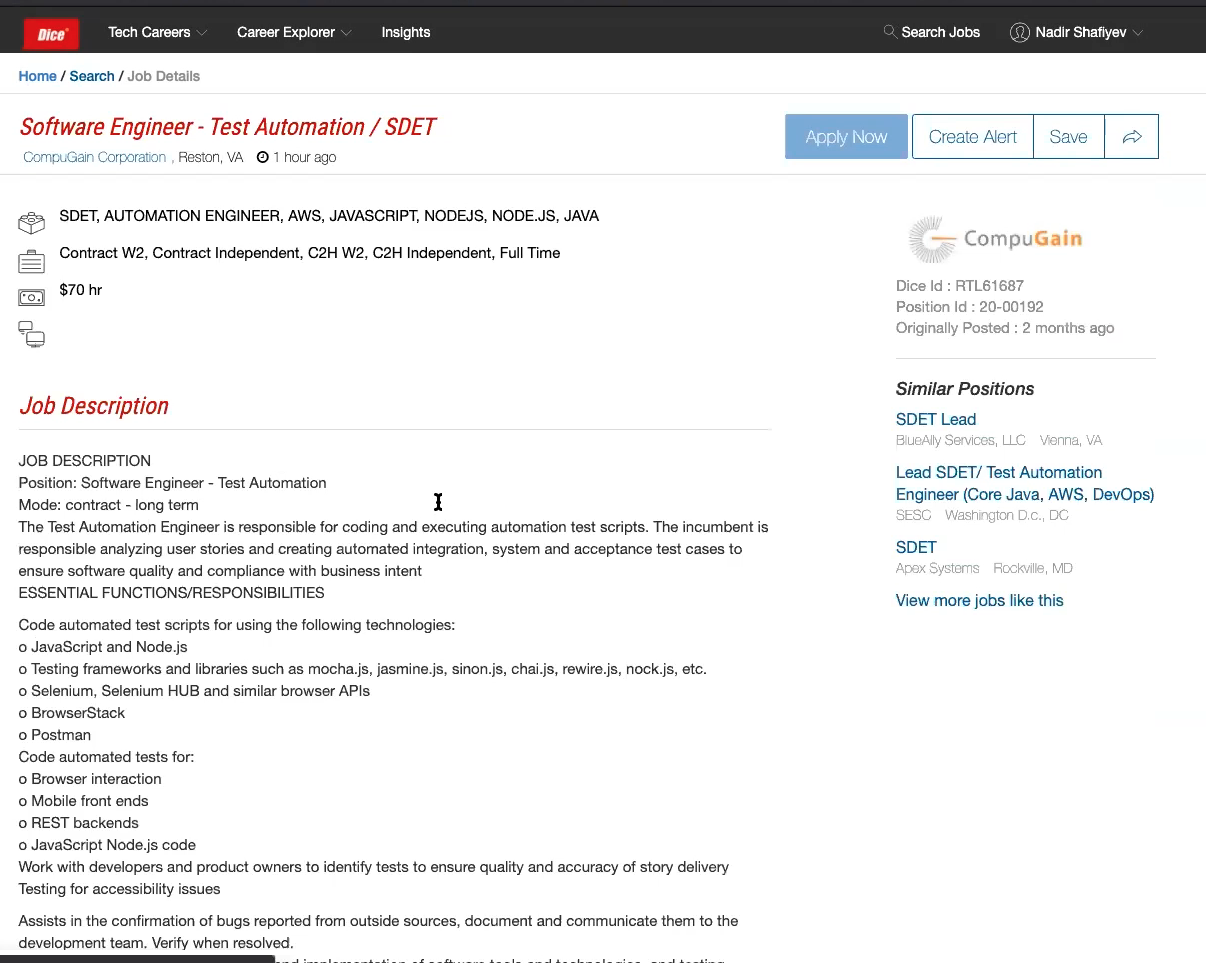 Dice
Tech Careers
Career Explorer
Insights
Search Jobs
Nadir Shafiyev
Home / Search / Job Details
Software Engineer - Test Automation / SDET
CompuGain Corporation , Reston, VA 1 hour ago
Apply Now
Create Alert
Save
SDET, AUTOMATION ENGINEER, AWS, JAVASCRIPT, NODEJS, NODE.JS, JAVA
Contract W2, Contract Independent, C2H W2, C2H Independent, Full Time
$70 hr
CompuGain
Dice Id : RTL61687
Position Id : 20-00192
Originally Posted : 2 months ago
Similar Positions
SDET Lead
BlueAlly Services, LLC Vienna, VA
Lead SDET/ Test Automation
Engineer (Core Java, AWS, DevOps)
SESC Washington D.c., DC
SDET
Apex Systems Rockville, MD
View more jobs like this
Job Description
JOB DESCRIPTION
Position: Software Engineer - Test Automation
Mode: contract - long term
The Test Automation Engineer is responsible for coding and executing automation test scripts. The incumbent is
responsible analyzing user stories and creating automated integration, system and acceptance test cases to
ensure software quality and compliance with business intent
ESSENTIAL FUNCTIONS/RESPONSIBILITIES
Code automated test scripts for using the following technologies:
o JavaScript and Node.js
o Testing frameworks and libraries such as mocha.js, jasmine.js, sinon.js, chai.js, rewire.js, nock.js, etc.
o Selenium, Selenium HUB and similar browser APIs
o BrowserStack
o Postman
Code automated tests for:
o Browser interaction
o Mobile front ends
o REST backends
o JavaScript Node.js code
Work with developers and product owners to identify tests to ensure quality and accuracy of story delivery
Testing for accessibility issues
Assists in the confirmation of bugs reported from outside sources, document and communicate them to the
development team. Verify when resolved.
and implementation of software tools and technologies, and testing